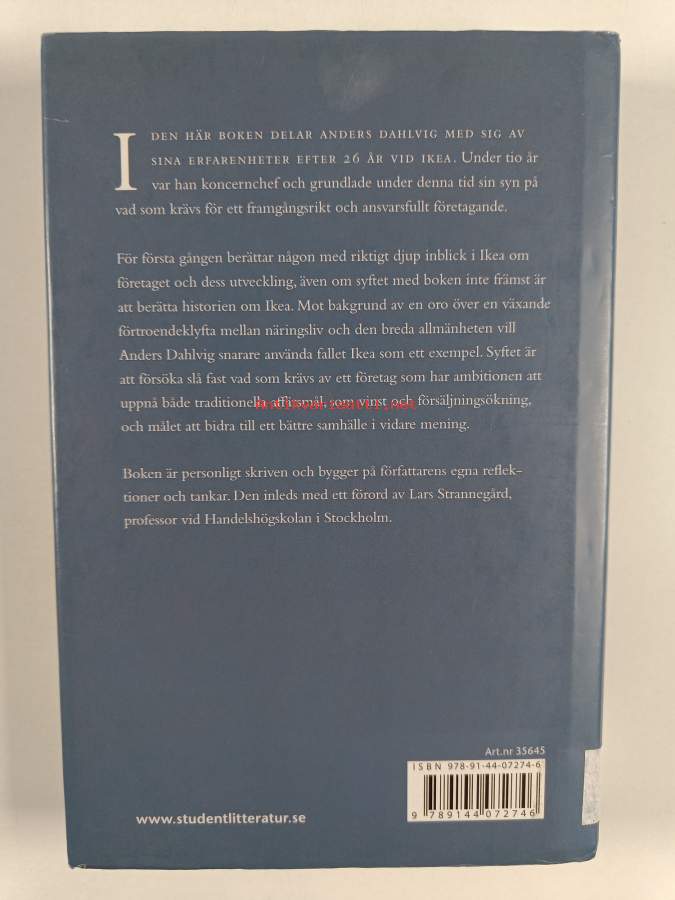 I DEN HÄR BOKEN DELAR ANDERS DAHLVIG MED SIG AV
SINA ERFARENHETER EFTER 26 ÅR VID IKEA. Under tio år
var han koncernchef och grundlade under denna tid sin syn på
vad som krävs för ett framgångsrikt och ansvarsfullt företagande.
För första gången berättar någon med riktigt djup inblick i Ikea om
företaget och dess utveckling, även om syftet med boken inte främst är
att berätta historien om Ikea. Mot bakgrund av en oro över en växande
förtroendeklyfta mellan näringsliv och den breda allmänheten vill
Anders Dahlvig snarare använda fallet Ikea som ett exempel. Syftet är
att försöka slå fast vad som krävs av ett företag som har ambitionen att
uppnå både traditionella affärsmål, som vinst och försäljningsökning,
och målet att bidra till ett bättre samhälle i vidare mening.
Boken är personligt skriven och bygger på författarens egna reflek-
tioner och tankar. Den inleds med ett förord av Lars Strannegård,
professor vid Handelshögskolan i Stockholm.
Art.nr 35645
ISBN 978-91-44-07274-6
9 789144 072746
www.studentlitteratur.se